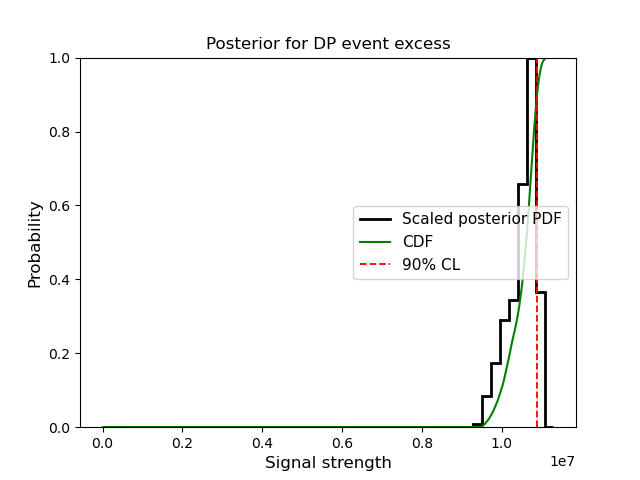 Posterior for DP event excess
Probability
1.0
0.8
0.6
0.4
0.2
0.0
Scaled posterior PDF
CDF
90% CL
0.0 0.2 0.4 0.6 0.8 1.0
1e7
Signal strength